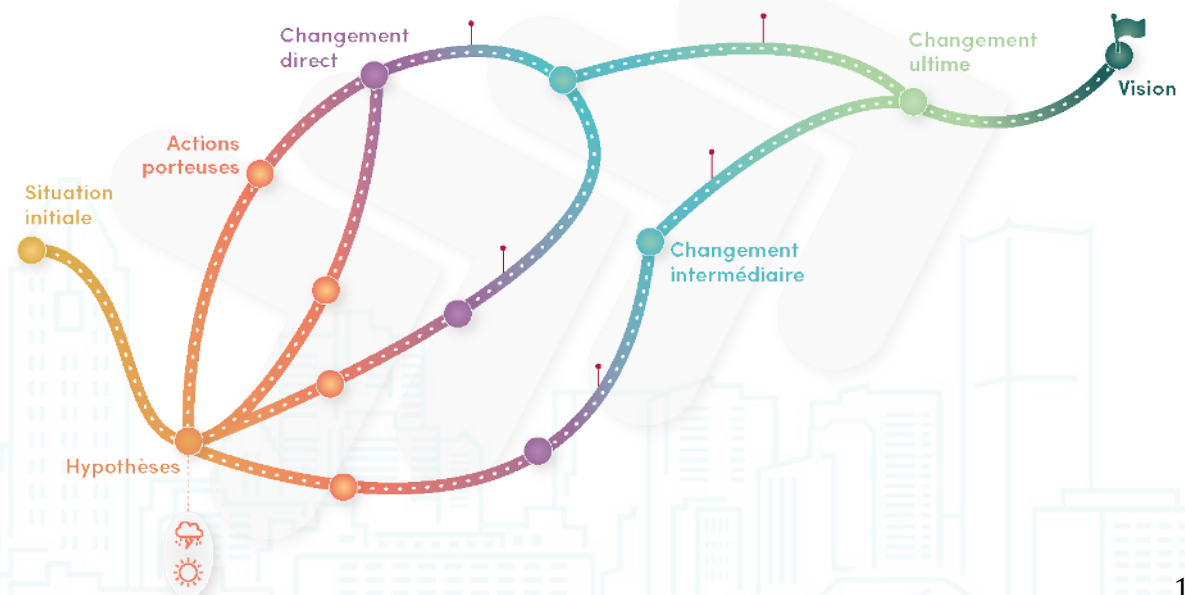 Changement
direct
Changement
ultime
Vision
Actions
porteuses
Situation
initiale
Changement
intermédiaire
Hypothèses
1